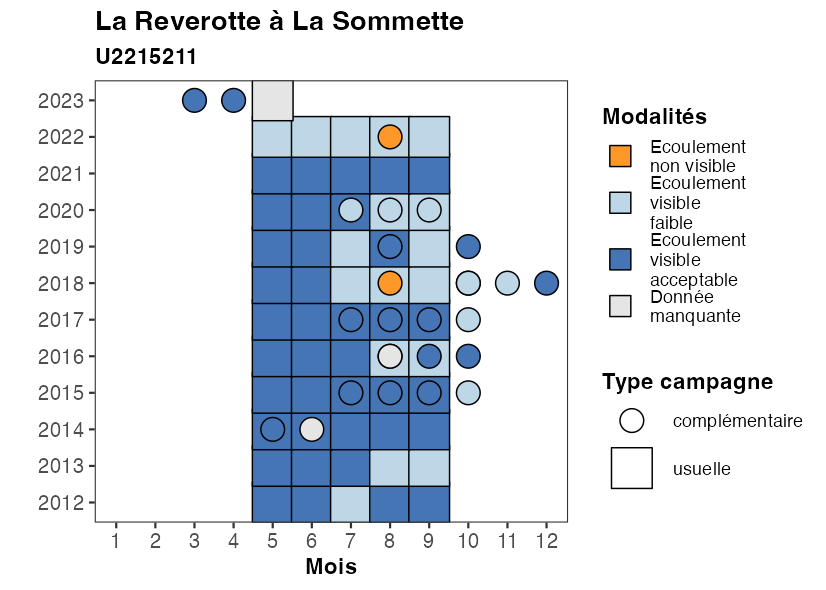 La Reverotte à La Sommette
U2215211
2023
2022
2021
2020
2019
2018
2017
2016
2015
2014
2013
2012
1 2 3 4 5 6 7 8 9 10 11 12
Mois
Modalités
Ecoulement
non visible
Ecoulement
visible
faible
Ecoulement
visible
acceptable
Donnée
manquante
Type campagne
complémentaire
usuelle